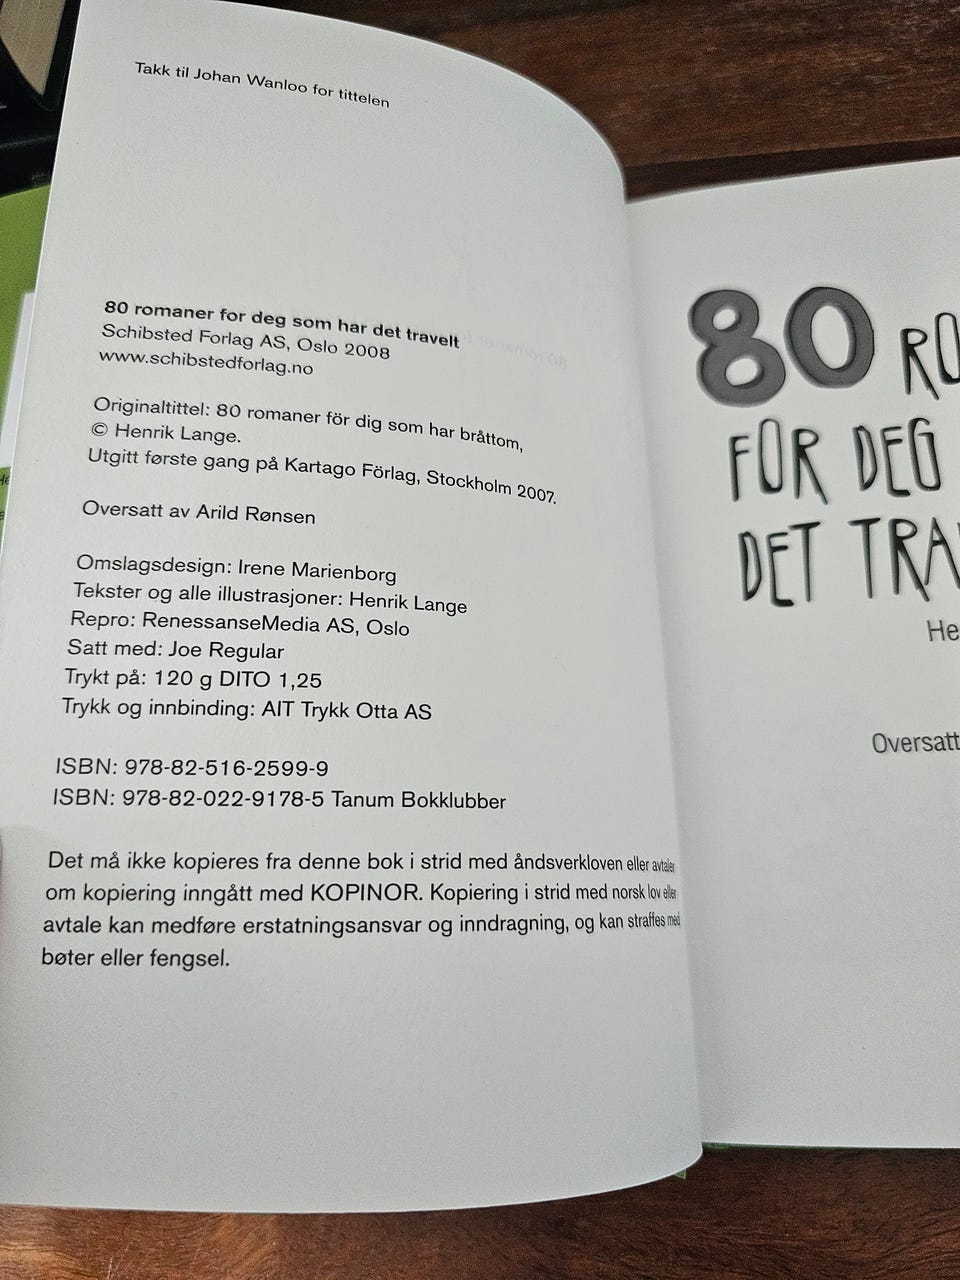 Takk til Johan Wanloo for tittelen
80 romaner for deg som har det travelt
Schibsted Forlag AS, Oslo 2008
www.schibstedforlag.no
Originaltittel: 80 romaner för dig som har bråttom,
© Henrik Lange.
Utgitt første gang på Kartago Förlag, Stockholm 2007.
Oversatt av Arild Rønsen
Omslagsdesign: Irene Marienborg
Tekster og alle illustrasjoner: Henrik Lange
Repro: RenessanseMedia AS, Oslo
Satt med: Joe Regular
Trykt på: 120 g DITO 1,25
Trykk og innbinding: AIT Trykk Otta AS
ISBN: 978-82-516-2599-9
ISBN: 978-82-022-9178-5 Tanum Bokklubber
Det må ikke kopieres fra denne bok i strid med åndsverkloven eller avtaler
om kopiering inngått med KOPINOR. Kopiering i strid med norsk lov eller
avtale kan medføre erstatningsansvar og inndragning, og kan straffes med
bøter eller fengsel.
80 RO
FOR DEG
DET TRA
He
Oversatt